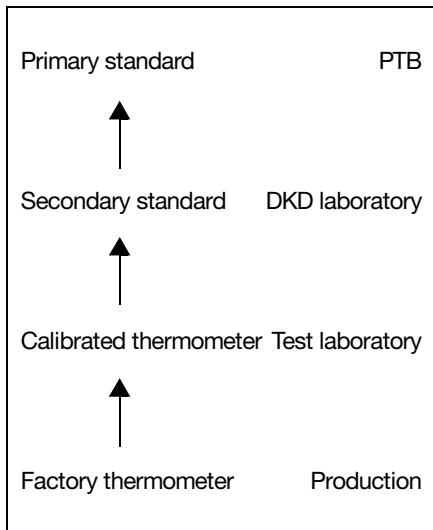 Primary standard PTB
Secondary standard DKD laboratory
Calibrated thermometer Test laboratory
Factory thermometer Production